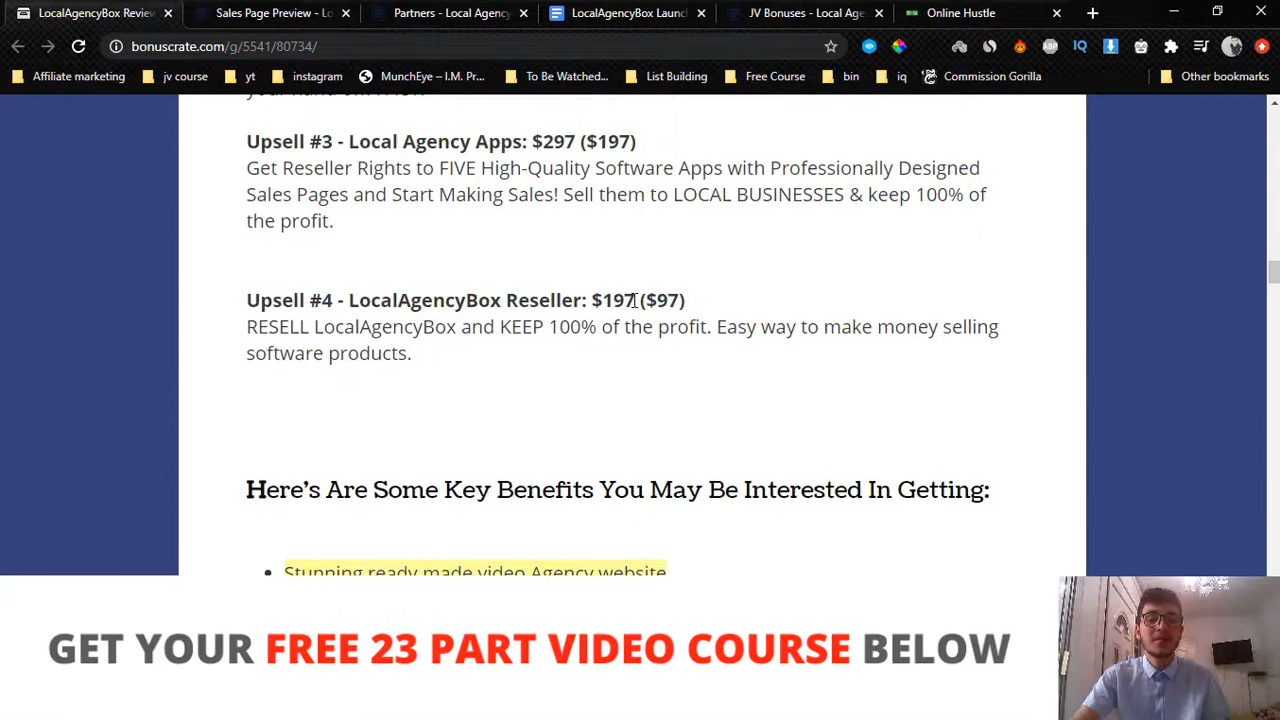 LocalAgencyBox Review
Sales Page Preview - Lo
Partners - Local Agency
LocalAgencyBox Launc
JV Bonuses - Local Age
Online Hustle
bonuscrate.com/g/5541/80734/
Affiliate marketing
jv course
yt
instagram
MunchEye – I.M. Pr...
To Be Watched...
List Building
Free Course
bin
iq
Commission Gorilla
Other bookmarks
Upsell #3 - Local Agency Apps: $297 ($197)
Get Reseller Rights to FIVE High-Quality Software Apps with Professionally Designed
Sales Pages and Start Making Sales! Sell them to LOCAL BUSINESSES & keep 100% of
the profit.
Upsell #4 - LocalAgencyBox Reseller: $197 ($97)
RESELL LocalAgencyBox and KEEP 100% of the profit. Easy way to make money selling
software products.
Here's Are Some Key Benefits You May Be Interested In Getting:
Stunning ready made video Agency website
GET YOUR FREE 23 PART VIDEO COURSE BELOW